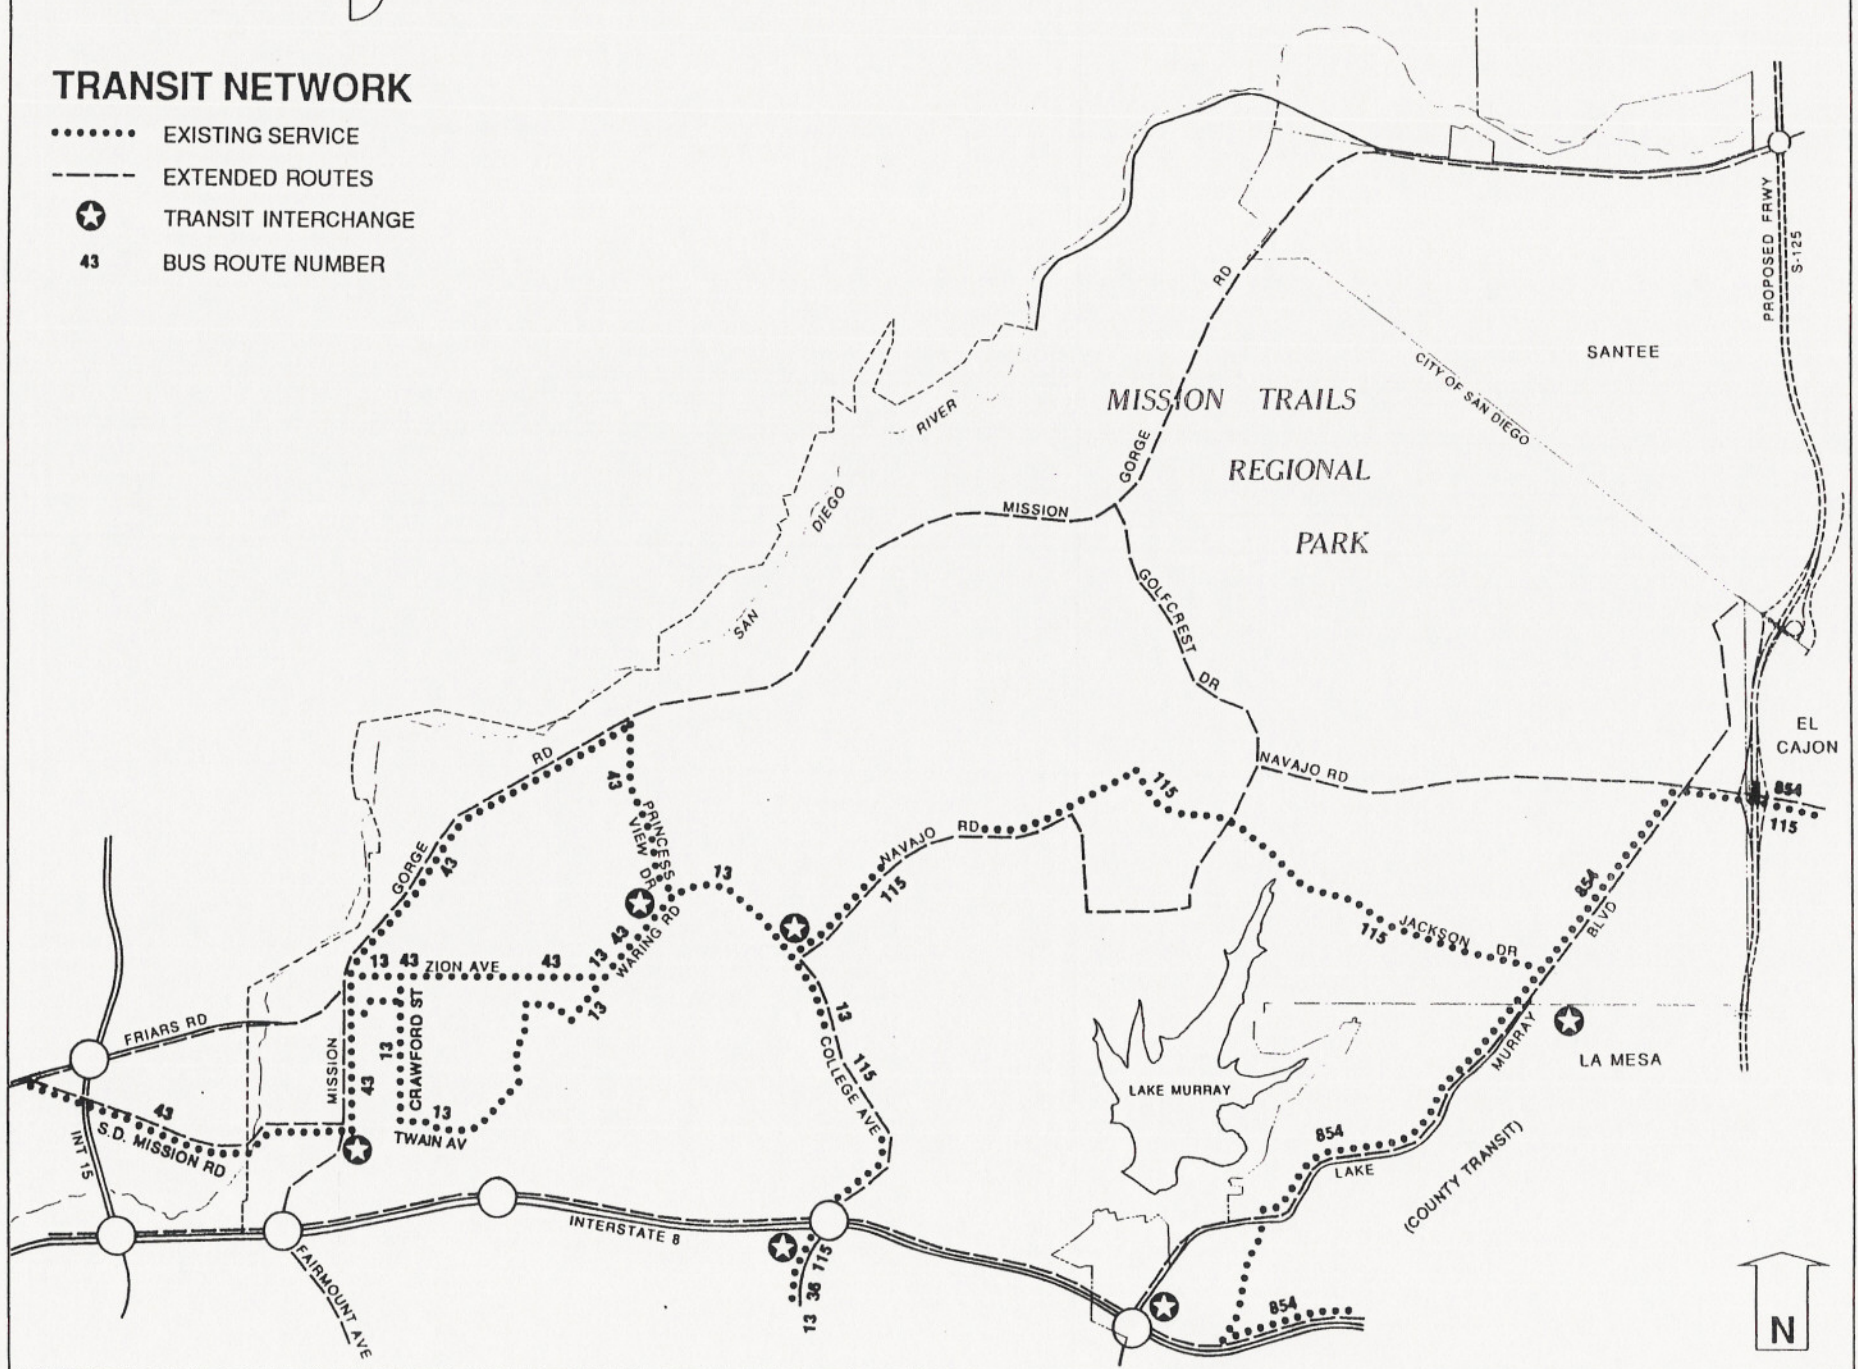 TRANSIT NETWORK
EXISTING SERVICE
EXTENDED ROUTES
TRANSIT INTERCHANGE
43 BUS ROUTE NUMBER
PROPOSED FRWY
S-125
RD
SANTEE
CITY OF SAN DIEGO
MISSION TRAILS
REGIONAL
PARK
RIVER
GORGE
DIEGO
MISSION
GOLFCREST
SAN
DR
EL
CAJON
RD
NAVAJO RD
43
115
854
115
PRINCESS
VIEW DR
NAVAJO RD
GORGE
43
13
115
854
BLVD
JACKSON DR
115
43
WARING RD
13
13 43 ZION AVE 43
13
13
FRIARS RD
MISSION
CRAWFORD ST
13
43
13
TWAIN AV
COLLEGE AVE
115
MURRAY
LA MESA
LAKE MURRAY
43
S.D. MISSION RD
INT 15
854
LAKE
(COUNTY TRANSIT)
INTERSTATE 8
FAIRMOUNT AVE
115
13 36
854
N